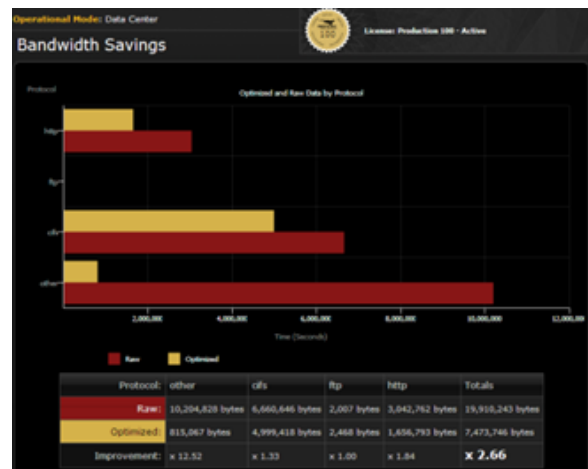 Operational Mode: Data Center
100
License: Production 100 - Active
Bandwidth Savings
Protocol
Optimized and Raw Data by Protocol
http
ftp
cifs
other
2,000,000 4,000,000 6,000,000 8,000,000 10,000,000 12,000,000
Time (Seconds)
Raw Optimized
Protocol: other cifs ftp http Totals
Raw: 10,204,828 bytes 6,660,646 bytes 2,007 bytes 3,042,762 bytes 19,910,243 bytes
Optimized: 815,067 bytes 4,999,418 bytes 2,468 bytes 1,656,793 bytes 7,473,746 bytes
Improvement: x 12.52 x 1.33 x 1.00 x 1.84 x 2.66